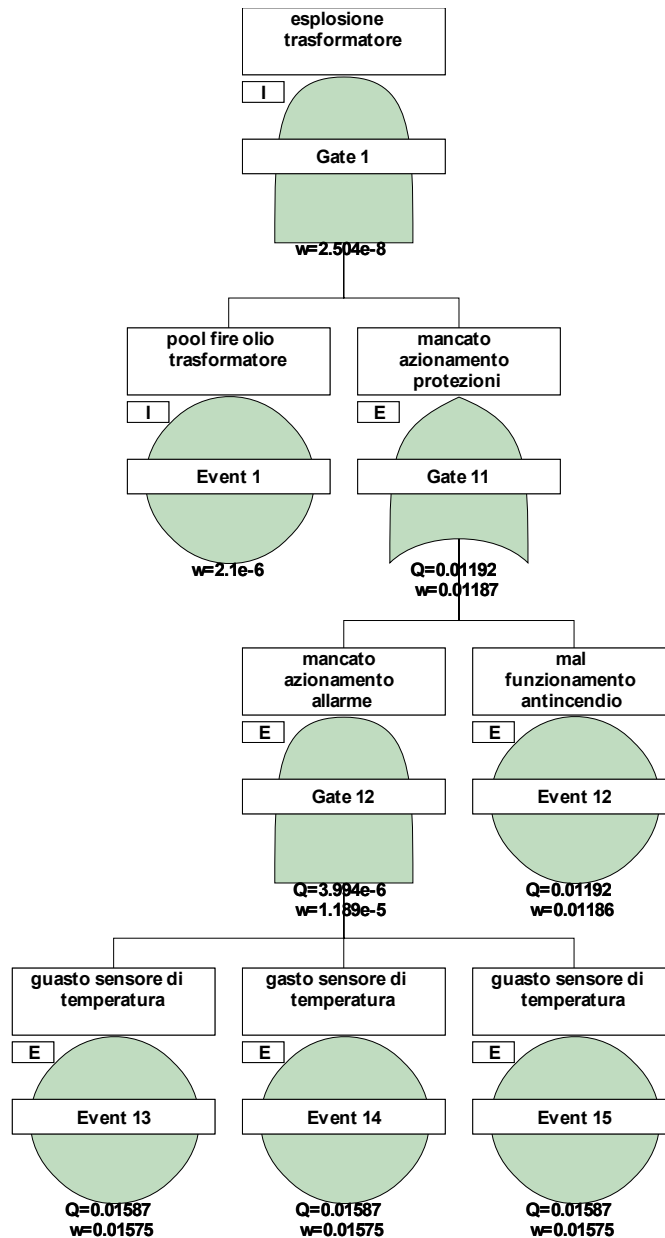 esplosione
trasformatore
I
Gate 1
w=2.504e-8
pool fire olio
trasformatore
I
Event 1
w=2.1e-6
mancato
azionamento
protezioni
E
Gate 11
Q=0.01192
w=0.01187
mancato
azionamento
allarme
E
Gate 12
Q=3.994e-6
w=1.189e-5
mal
funzionamento
antincendio
E
Event 12
Q=0.01192
w=0.01186
guasto sensore di
temperatura
E
Event 13
Q=0.01587
w=0.01575
gasto sensore di
temperatura
E
Event 14
Q=0.01587
w=0.01575
guasto sensore di
temperatura
E
Event 15
Q=0.01587
w=0.01575